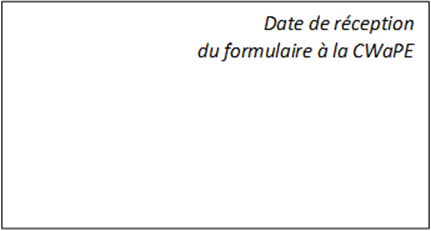 Date de réception
du formulaire à la CWaPE